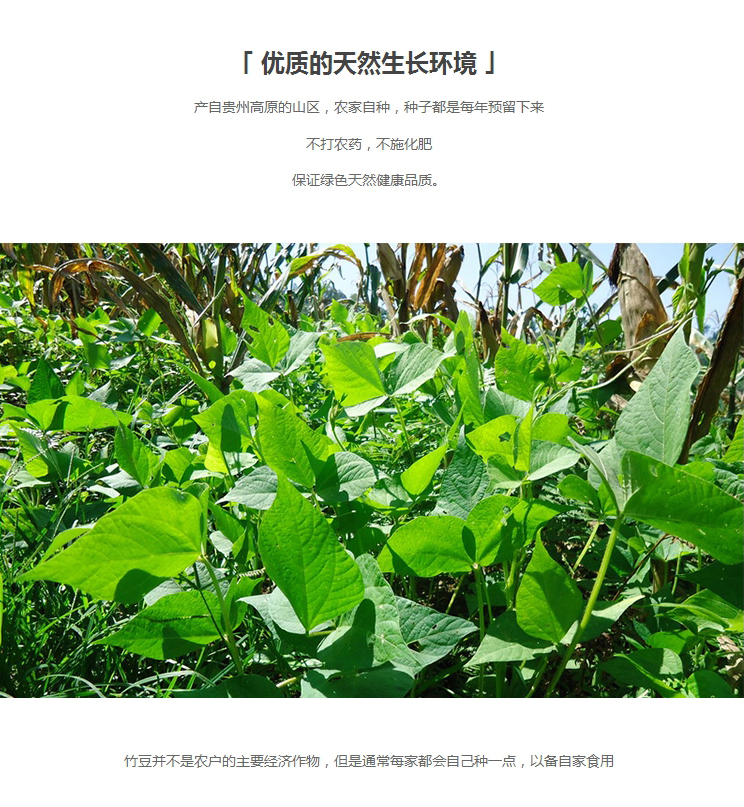 「 优质的天然生长环境 」
产自贵州高原的山区，农家自种，种子都是每年预留下来
不打农药，不施化肥
保证绿色天然健康品质。
竹豆并不是农户的主要经济作物，但是通常每家都会自己种一点，以备自家食用